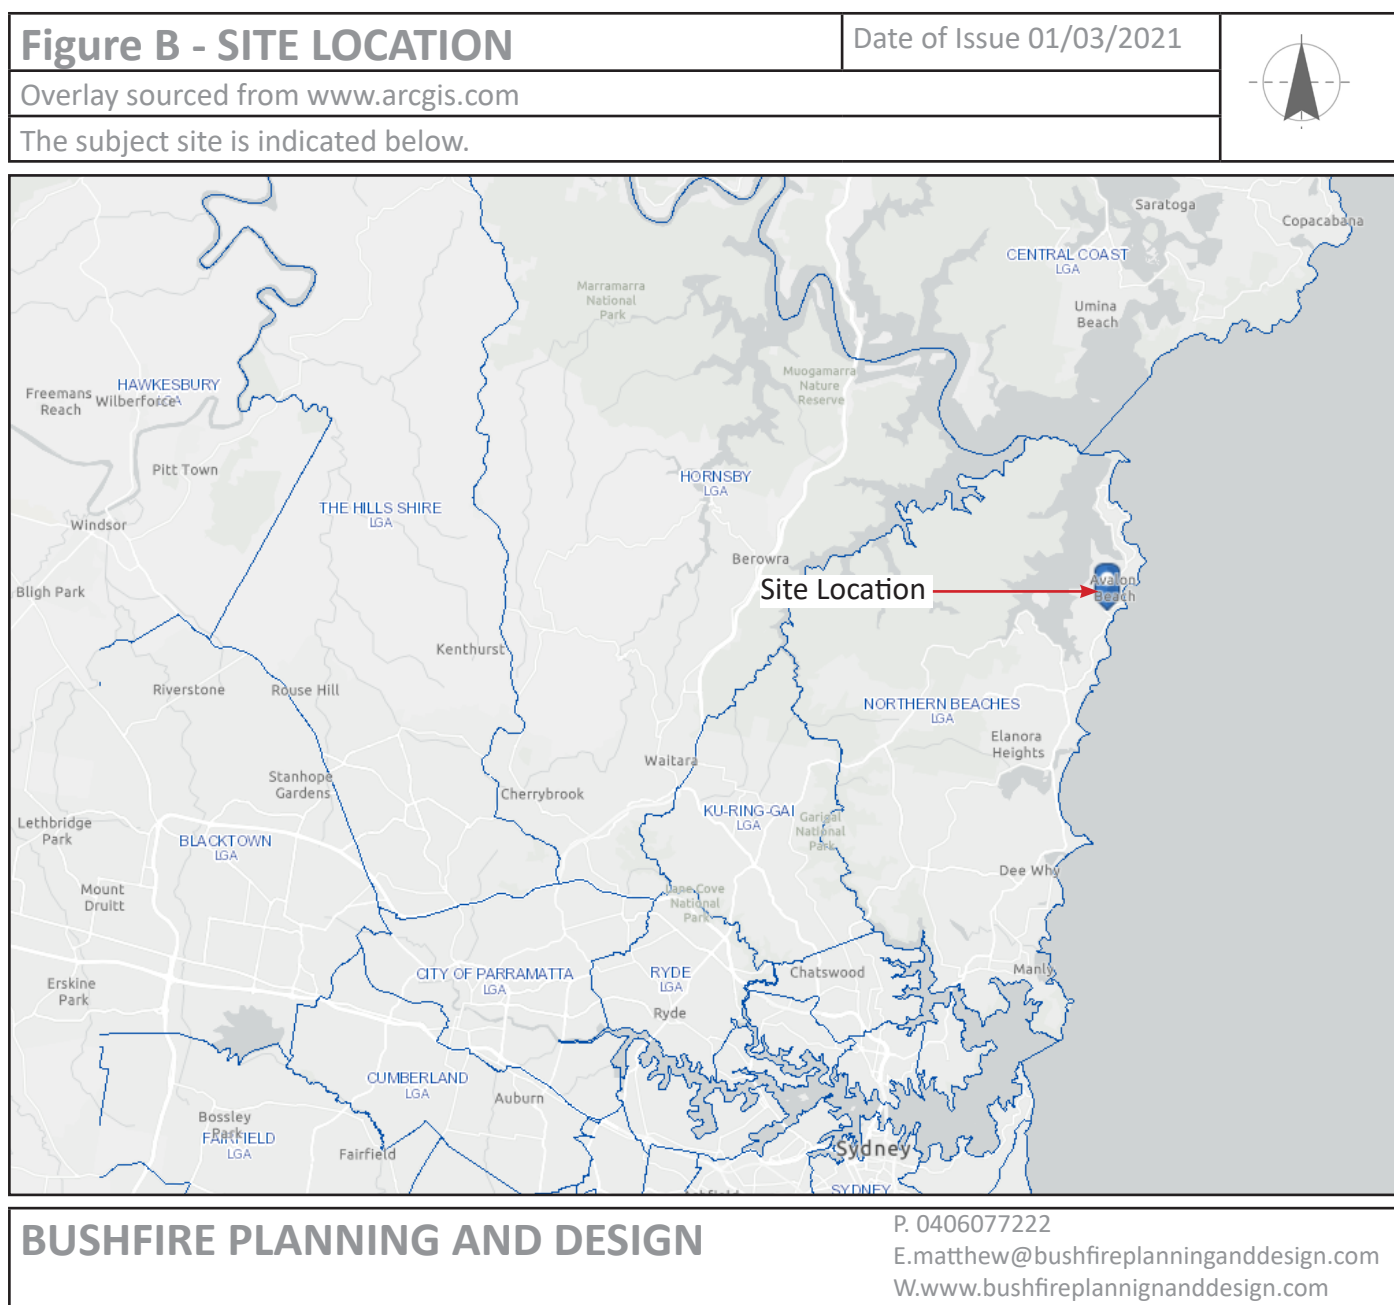 Figure B - SITE LOCATION
Date of Issue 01/03/2021
Overlay sourced from www.arcgis.com
The subject site is indicated below.
Saratoga
Copacabana
CENTRAL COAST
LGA
Marramarra
National
Park
Umina
Beach
Muogamarra
Nature
Reserve
HAWKESBURY
LGA
Freemans
Reach
Wilberforce
Pitt Town
HORNSBY
LGA
THE HILLS SHIRE
LGA
Windsor
Berowra
Avalon
Beach
Site Location
Bligh Park
Kenthurst
Riverstone
Rouse Hill
NORTHERN BEACHES
LGA
Elanora
Heights
Waitara
Stanhope
Gardens
Cherrybrook
KU-RING-GAI
LGA
Garigal
National
Park
Lethbridge
Park
BLACKTOWN
LGA
Dee Why
Mount
Druitt
Lane Cove
National
Park
CITY OF PARRAMATTA
LGA
RYDE
LGA
Chatswood
Manly
Erskine
Park
Ryde
CUMBERLAND
LGA
Auburn
Bossley
Park
FAIRFIELD
LGA
Fairfield
Sydney
SYDNEY
BUSHFIRE PLANNING AND DESIGN
P. 0406077222
E.matthew@bushfireplanninganddesign.com
W.www.bushfireplannignanddesign.com